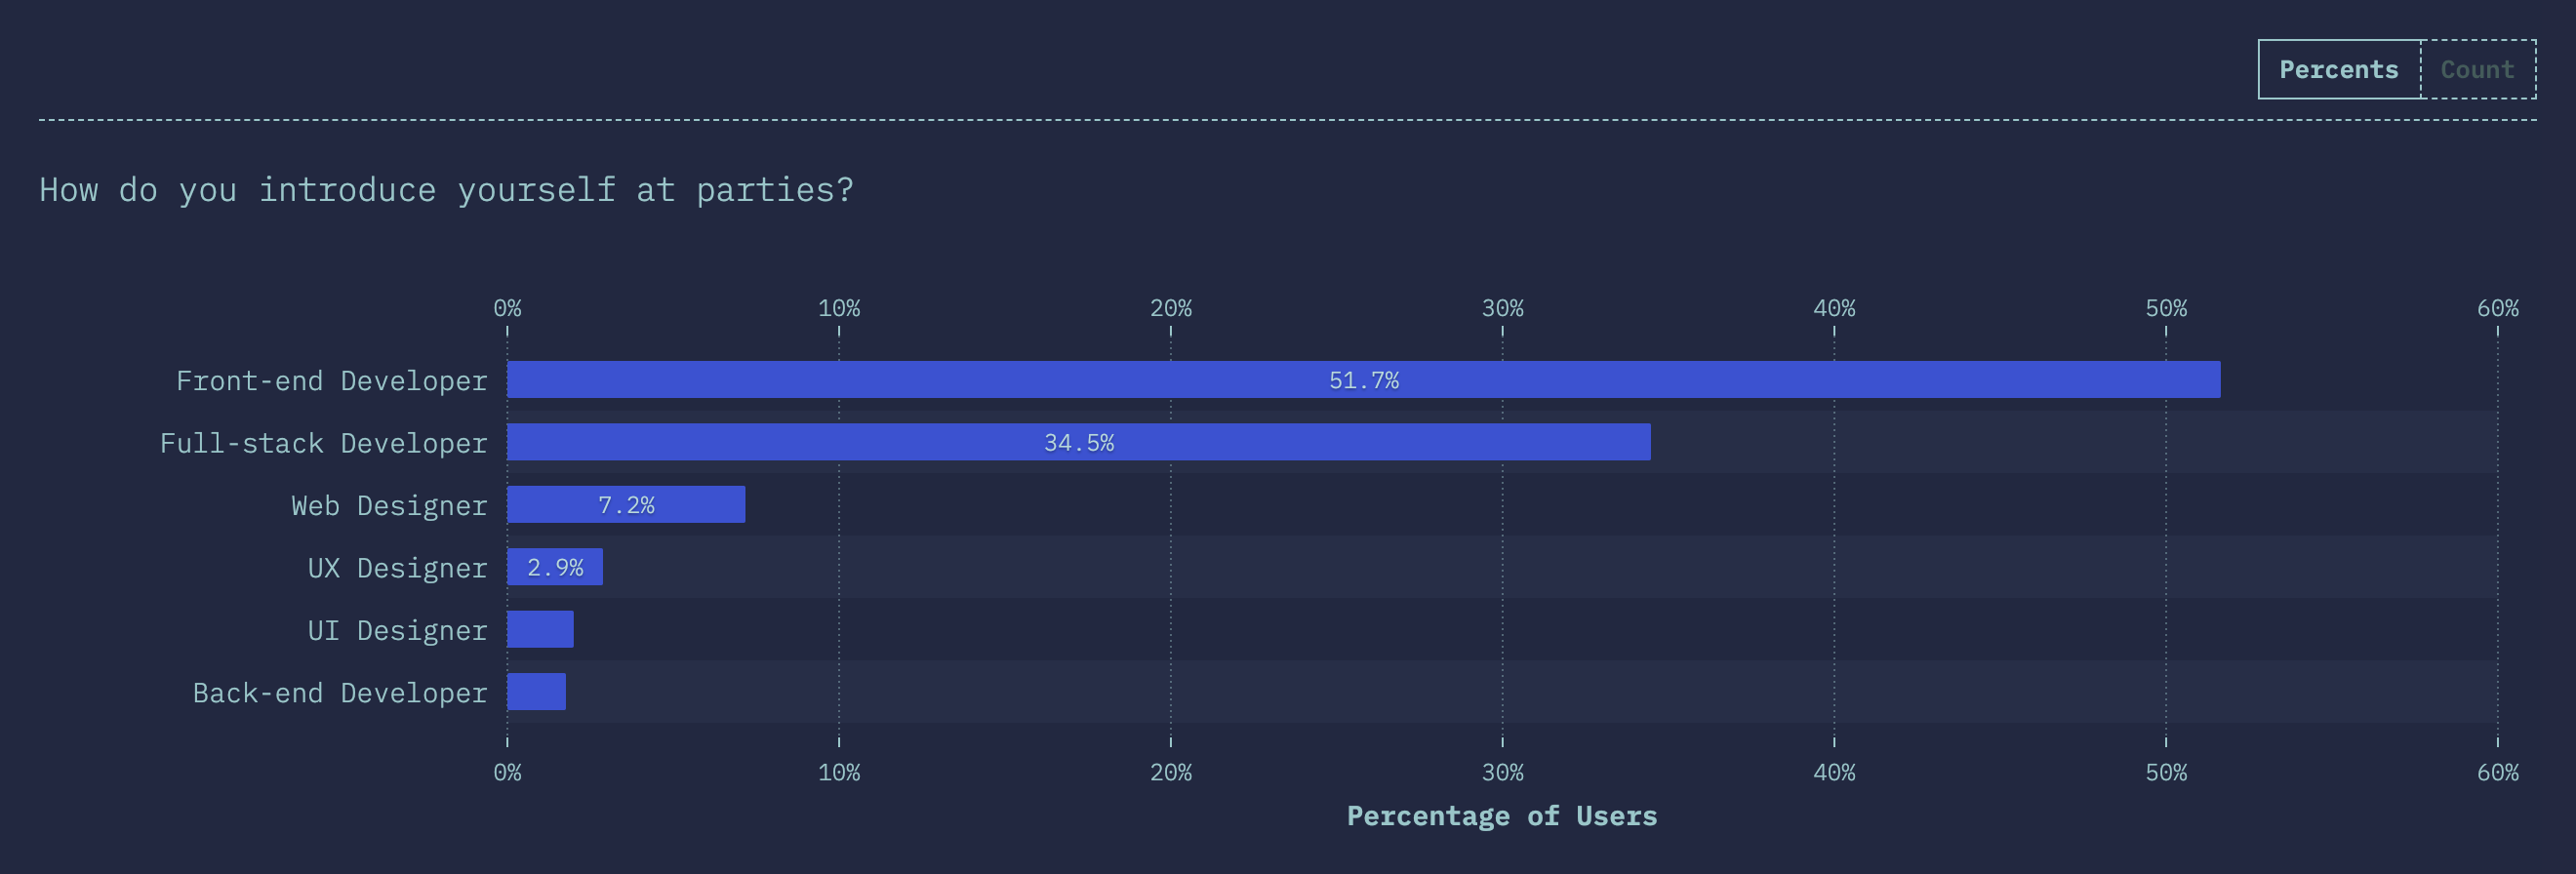 Percents Count
How do you introduce yourself at parties?
0% 10% 20% 30% 40% 50% 60%
Front-end Developer 51.7%
Full-stack Developer 34.5%
Web Designer 7.2%
UX Designer 2.9%
UI Designer
Back-end Developer
0% 10% 20% 30% 40% 50% 60%
Percentage of Users